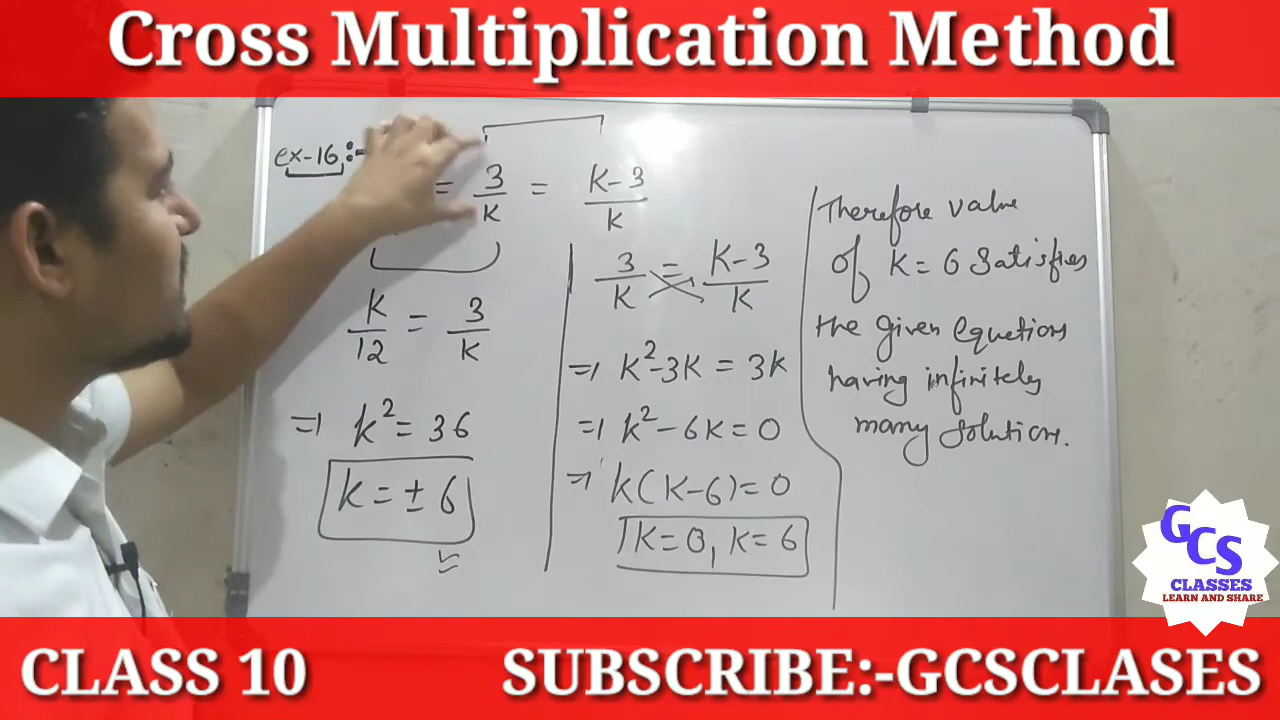 Cross Multiplication Method
ex-16:-
= 3/K = K-3/K
K/12 = 3/K
=> k² = 36
k = ± 6
3/K = K-3/K
=> K²-3K = 3K
=> k² - 6K = 0
=> k(K-6) = 0
K=0, K=6
Therefore value
of K = 6 Satisfies
the given equetions
having infinitely
many solutions.
GCS
CLASSES
LEARN AND SHARE
CLASS 10 SUBSCRIBE:-GCSCLASES